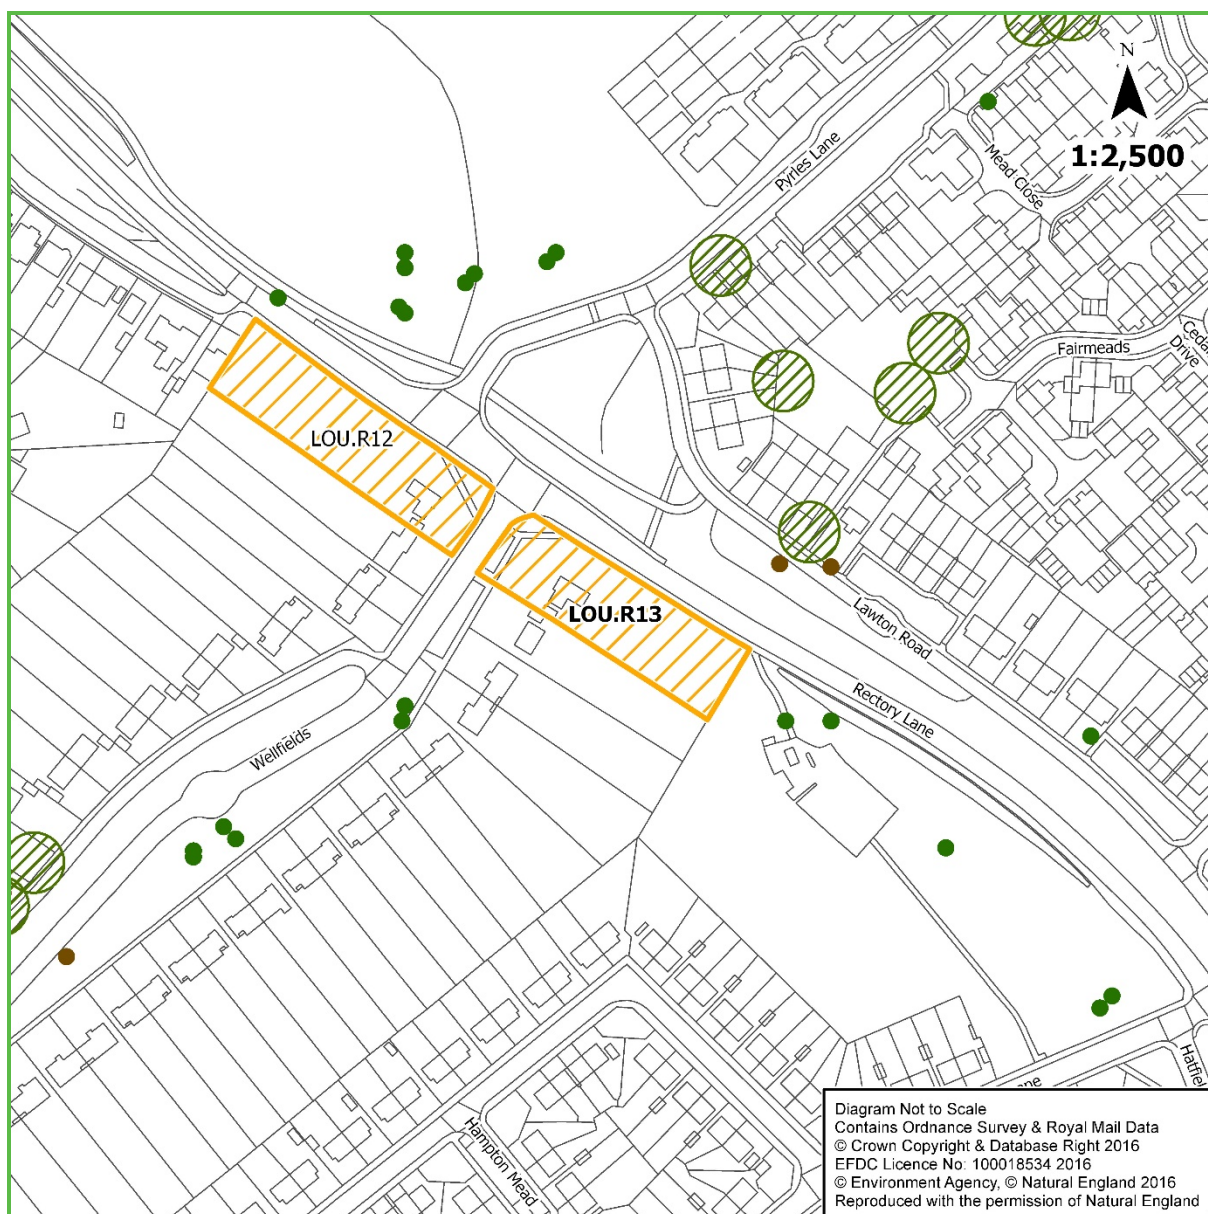 N
1:2,500
Pyrles Lane
Mead Close
Cedar
Drive
Fairmeads
LOU.R12
LOU.R13
Lawton Road
Rectory Lane
Wellfields
Hampton Mead
Diagram Not to Scale
Contains Ordnance Survey & Royal Mail Data
© Crown Copyright & Database Right 2016
EFDC Licence No: 100018534 2016
© Environment Agency, © Natural England 2016
Reproduced with the permission of Natural England